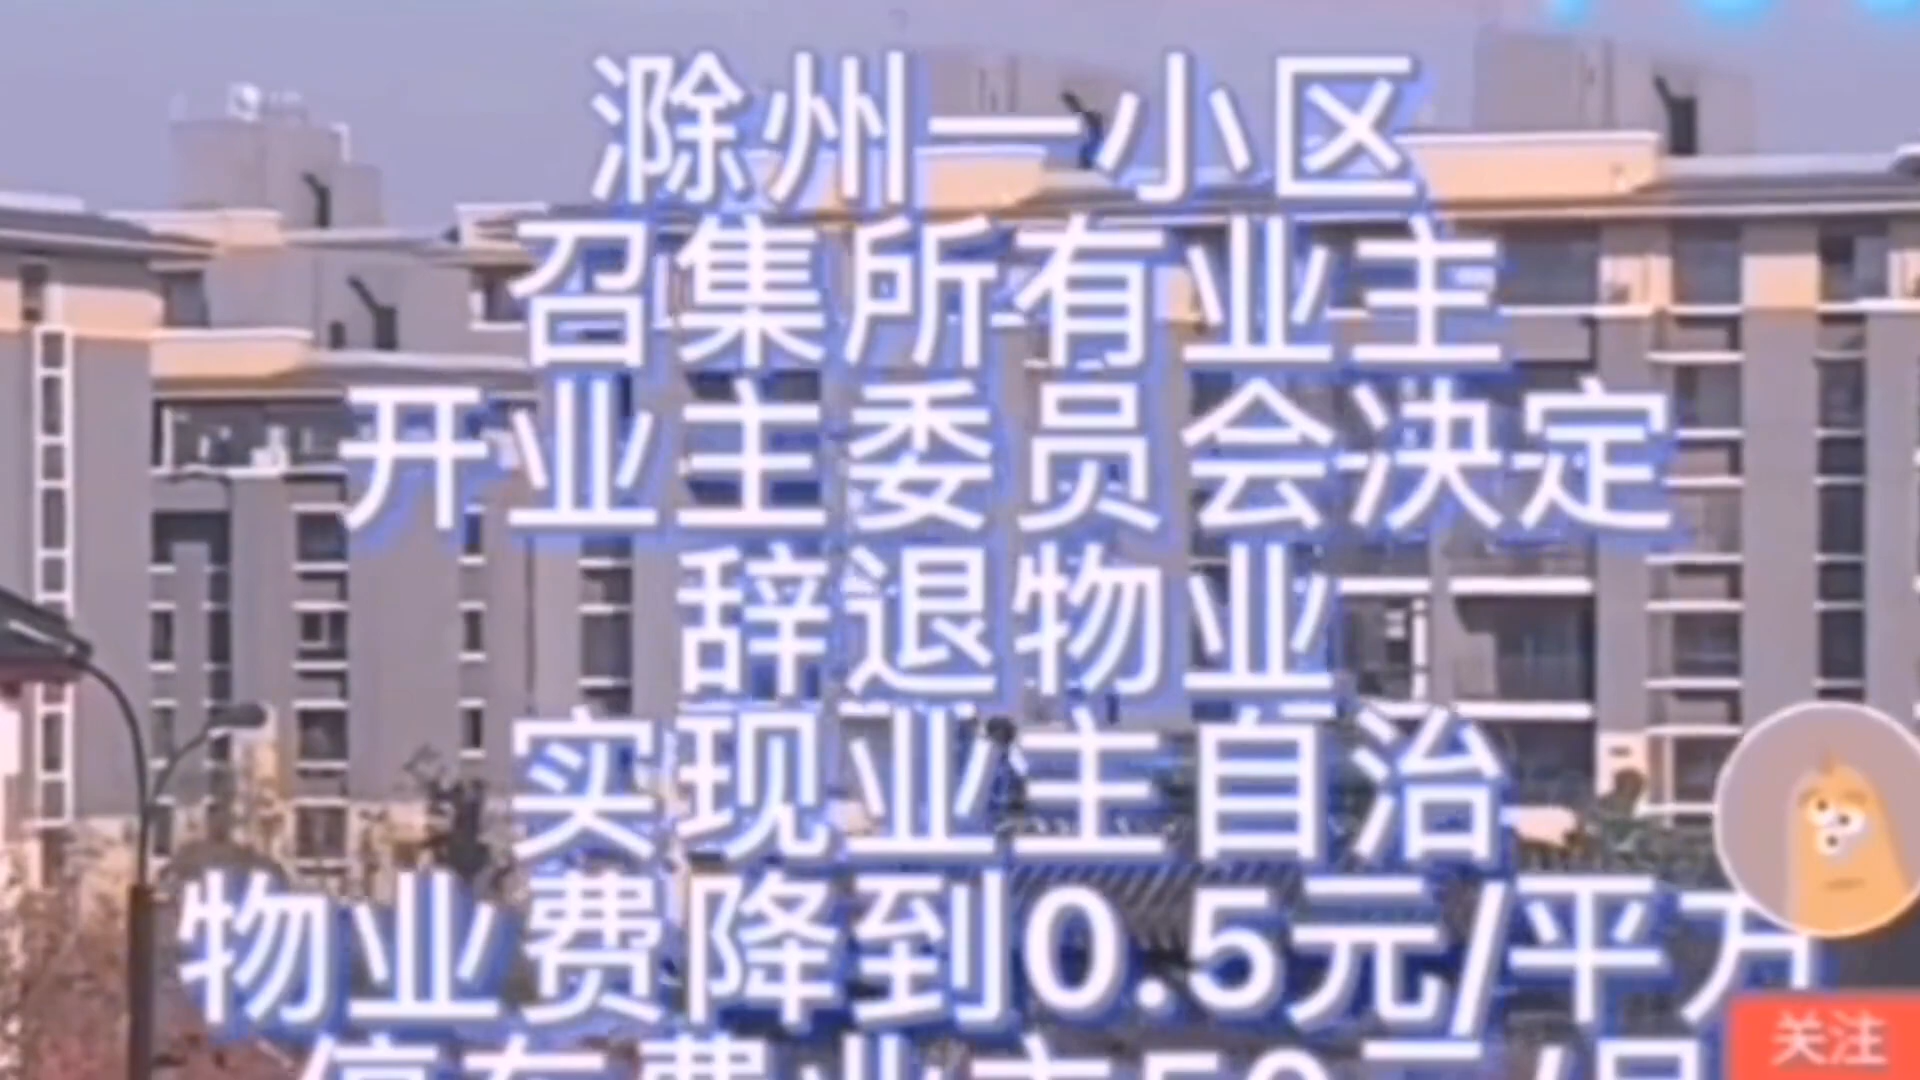 滁州一小区
召集所有业主
开业主委员会决定
辞退物业
实现业主自治
物业费降到0.5元/平方
关注